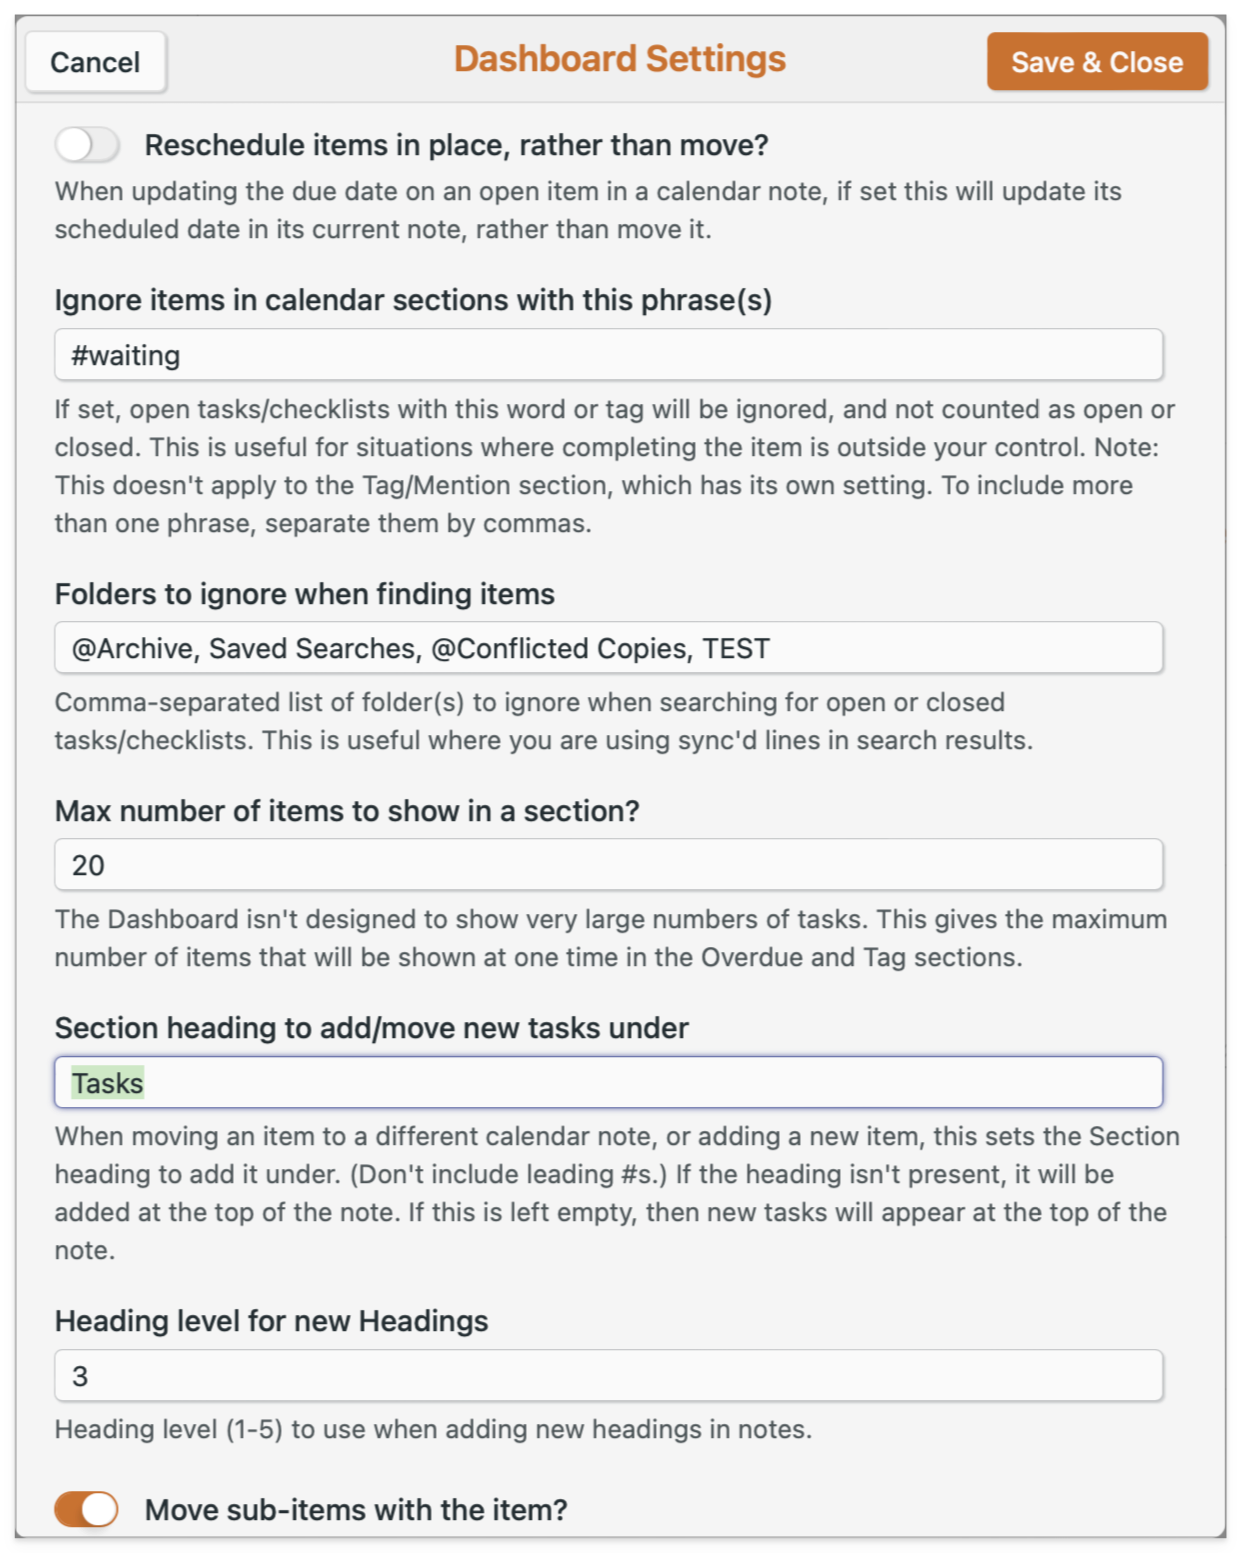 Cancel
Dashboard Settings
Save & Close
Reschedule items in place, rather than move?
When updating the due date on an open item in a calendar note, if set this will update its
scheduled date in its current note, rather than move it.
Ignore items in calendar sections with this phrase(s)
#waiting
If set, open tasks/checklists with this word or tag will be ignored, and not counted as open or
closed. This is useful for situations where completing the item is outside your control. Note:
This doesn't apply to the Tag/Mention section, which has its own setting. To include more
than one phrase, separate them by commas.
Folders to ignore when finding items
@Archive, Saved Searches, @Conflicted Copies, TEST
Comma-separated list of folder(s) to ignore when searching for open or closed
tasks/checklists. This is useful where you are using sync'd lines in search results.
Max number of items to show in a section?
20
The Dashboard isn't designed to show very large numbers of tasks. This gives the maximum
number of items that will be shown at one time in the Overdue and Tag sections.
Section heading to add/move new tasks under
Tasks
When moving an item to a different calendar note, or adding a new item, this sets the Section
heading to add it under. (Don't include leading #s.) If the heading isn't present, it will be
added at the top of the note. If this is left empty, then new tasks will appear at the top of the
note.
Heading level for new Headings
3
Heading level (1-5) to use when adding new headings in notes.
Move sub-items with the item?